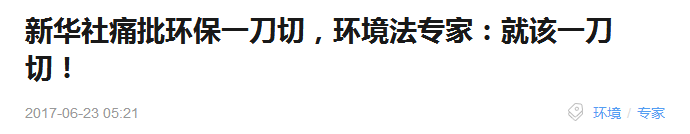 新华社痛批环保一刀切，环境法专家：就该一刀
切！
2017-06-23 05:21 环境 / 专家